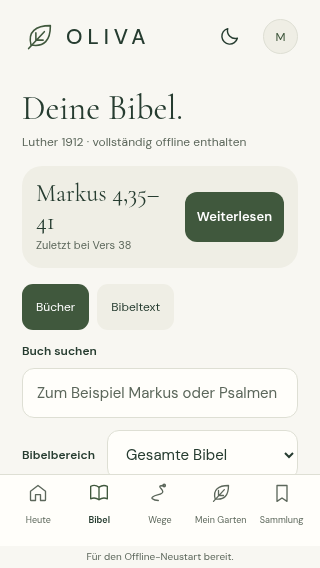 OLIVA
M
Deine Bibel.
Luther 1912 · vollständig offline enthalten
Markus 4,35–
41
Zuletzt bei Vers 38
Weiterlesen
Bücher
Bibeltext
Buch suchen
Zum Beispiel Markus oder Psalmen
Bibelbereich
Gesamte Bibel
Heute
Bibel
Wege
Mein Garten
Sammlung
Für den Offline-Neustart bereit.